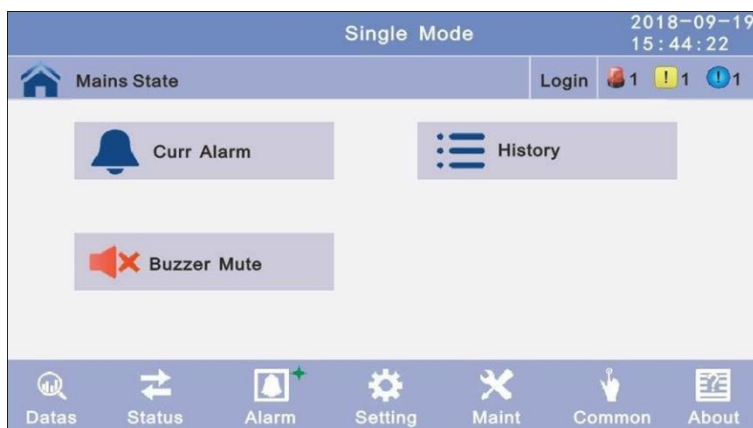 Single Mode
2018-09-19
15:44:22
Mains State
Login
1
! 1
! 1
Curr Alarm
History
Buzzer Mute
Datas
Status
Alarm
Setting
Maint
Common
About